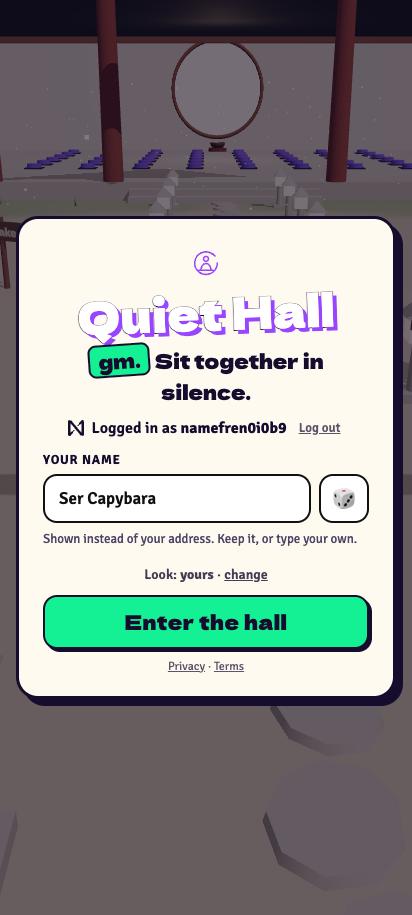 Quiet Hall
gm. Sit together in
silence.
Logged in as namefren0i0b9 Log out
YOUR NAME
Ser Capybara
Shown instead of your address. Keep it, or type your own.
Look: yours · change
Enter the hall
Privacy · Terms